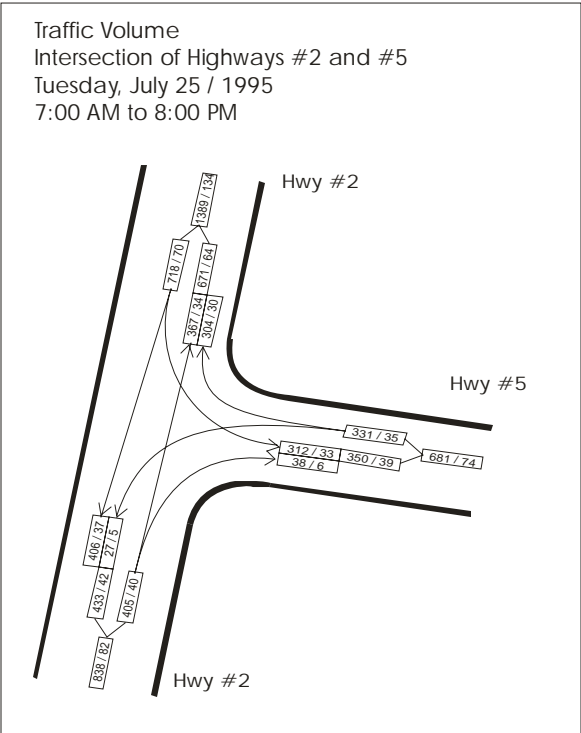 Traffic Volume
Intersection of Highways #2 and #5
Tuesday, July 25 / 1995
7:00 AM to 8:00 PM
Hwy #2
1389 / 134
718 / 70
671 / 64
367 / 34
304 / 30
Hwy #5
331 / 35
312 / 33
38 / 6
350 / 39
681 / 74
406 / 37
27 / 5
433 / 42
405 / 40
838 / 82
Hwy #2